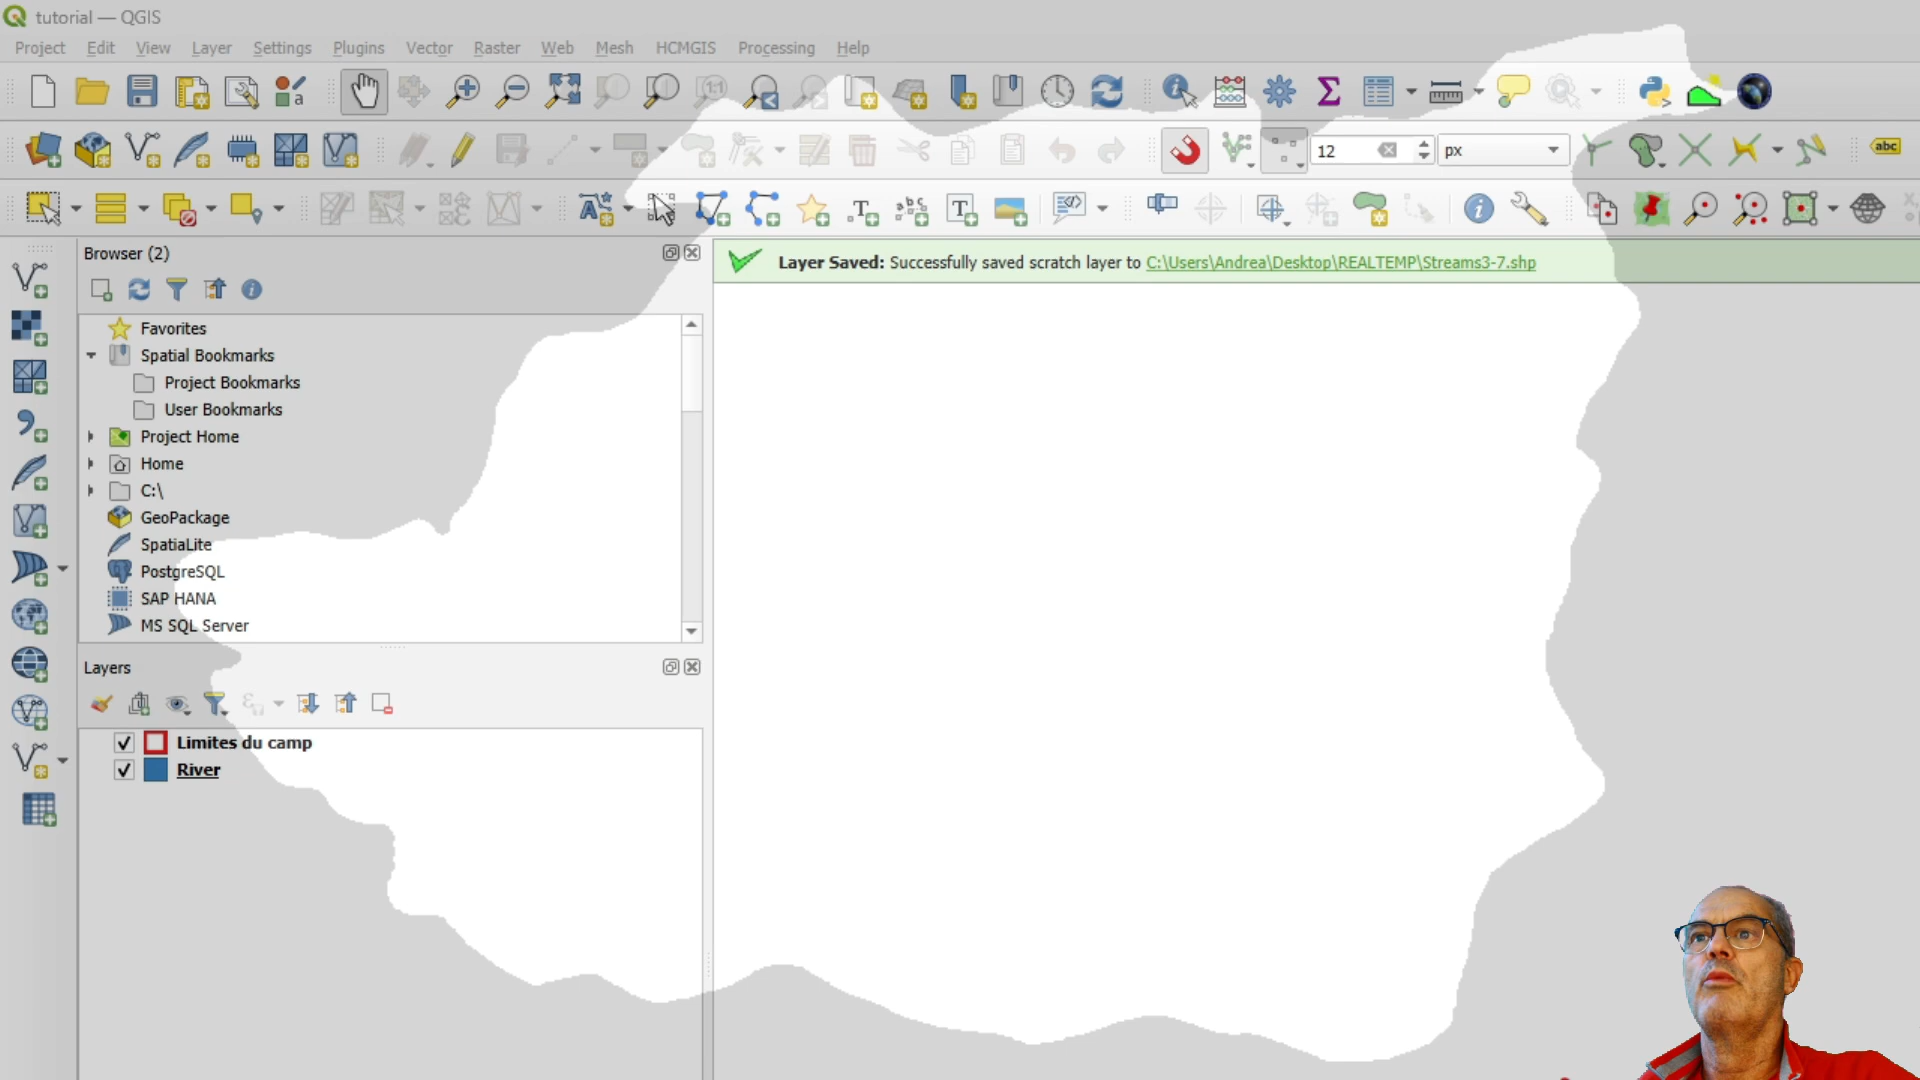 tutorial — QGIS
Project Edit View Layer Settings Plugins Vector Raster Web Mesh HCMGIS Processing Help
12 px
abc
Browser (2)
Layer Saved: Successfully saved scratch layer to C:\Users\Andrea\Desktop\REALTEMP\Streams3-7.shp
Favorites
Spatial Bookmarks
Project Bookmarks
User Bookmarks
Project Home
Home
C:\
GeoPackage
SpatiaLite
PostgreSQL
SAP HANA
MS SQL Server
Layers
Limites du camp
River